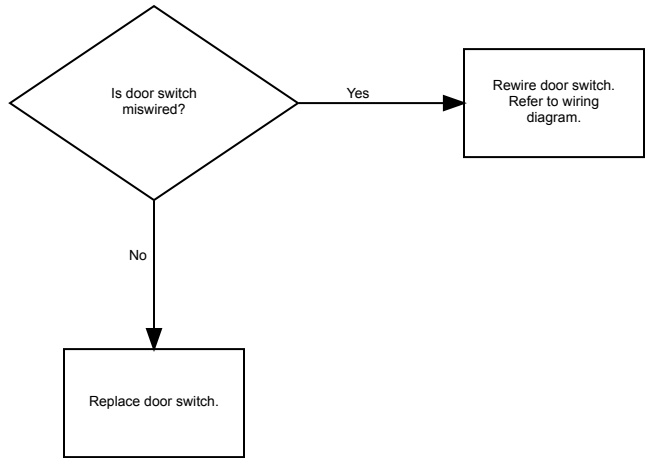 Is door switch
miswired?
Yes
Rewire door switch.
Refer to wiring
diagram.
No
Replace door switch.